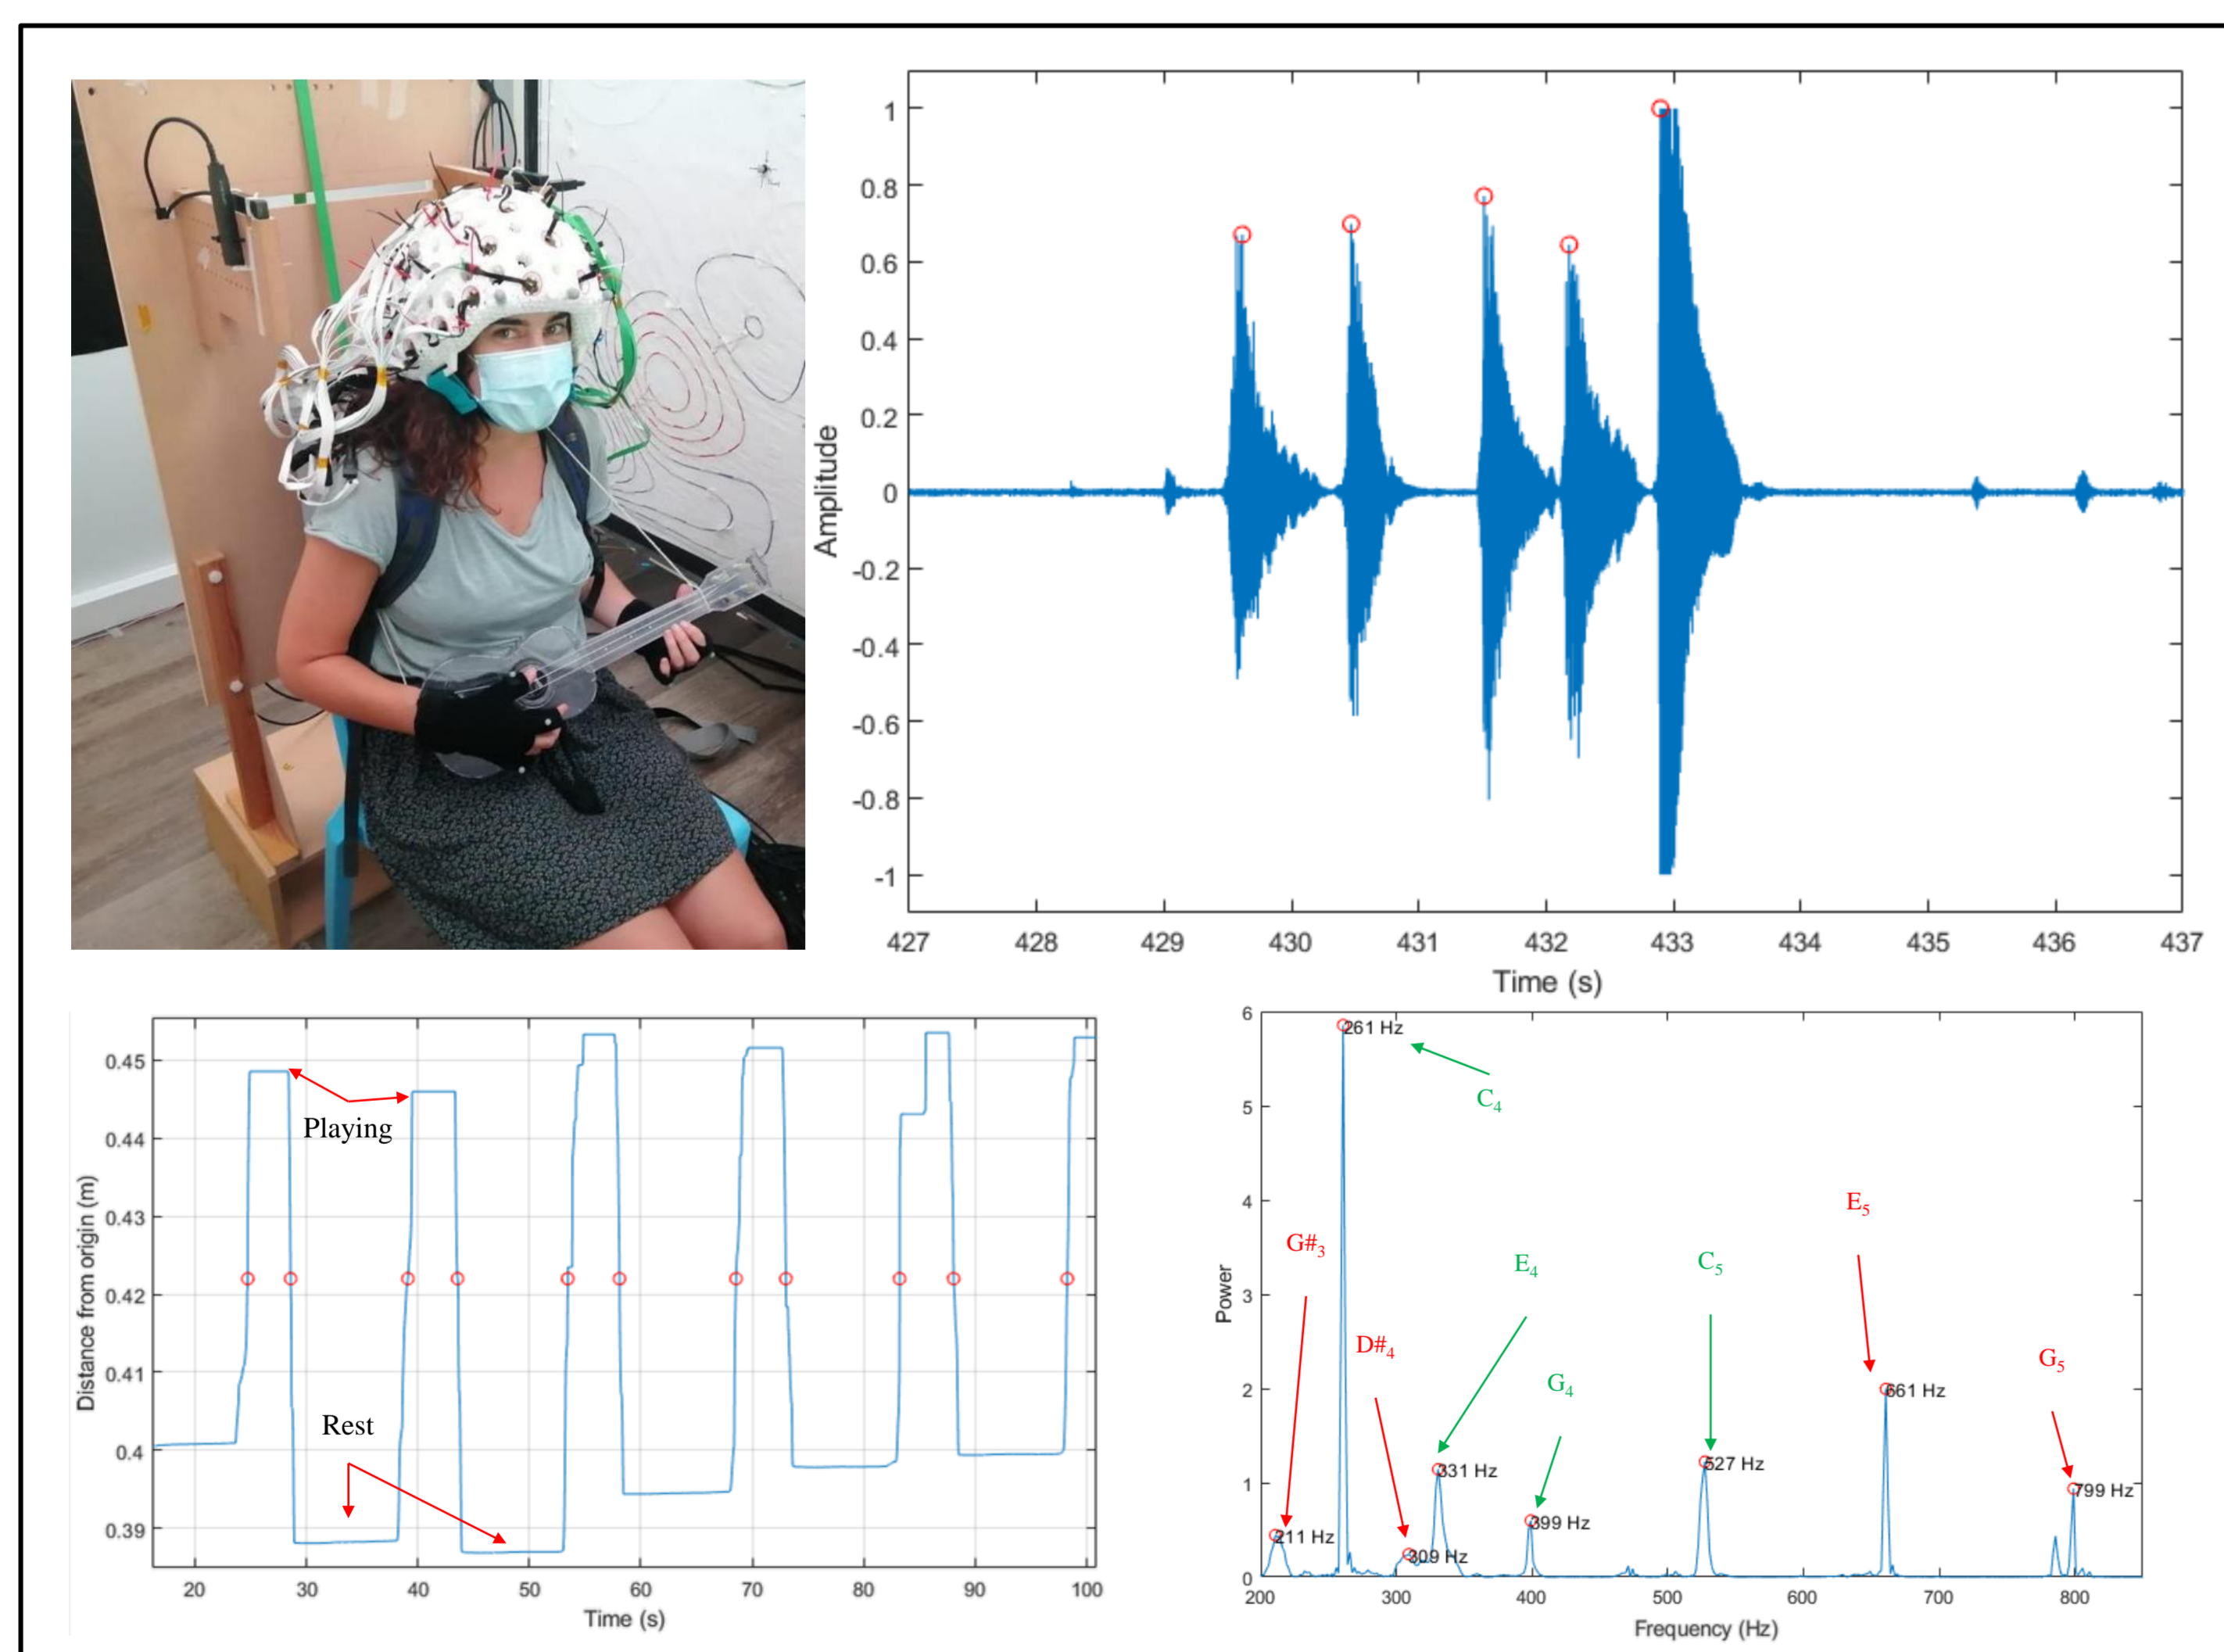 1
0.8
0.6
0.4
0.2
0
-0.2
-0.4
-0.6
-0.8
-1
Amplitude
427 428 429 430 431 432 433 434 435 436 437
Time (s)
0.45
0.44
0.43
0.42
0.41
0.4
0.39
Distance from origin (m)
Playing
Rest
20 30 40 50 60 70 80 90 100
Time (s)
6
5
4
3
2
1
0
Power
261 Hz
C4
E5
G#3
E4
C5
D#4
G4
G5
661 Hz
331 Hz
527 Hz
799 Hz
399 Hz
211 Hz
309 Hz
200 300 400 500 600 700 800
Frequency (Hz)